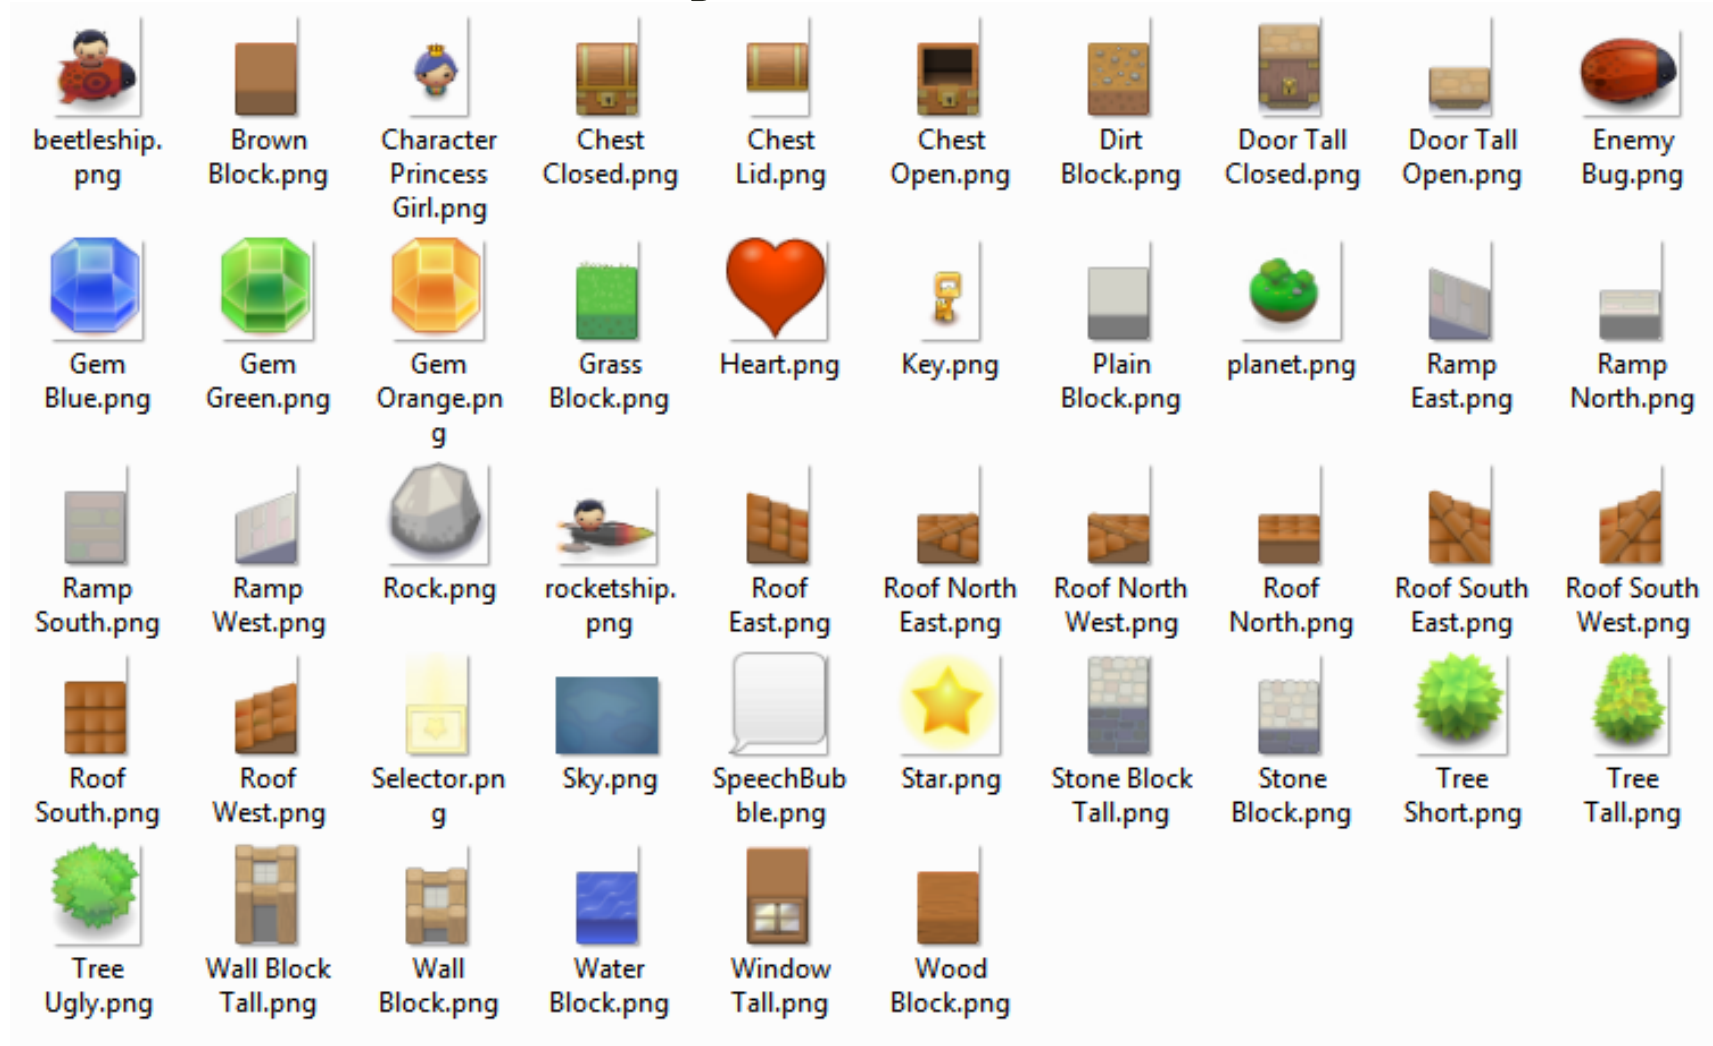 beetleship.png
Brown Block.png
Character Princess Girl.png
Chest Closed.png
Chest Lid.png
Chest Open.png
Dirt Block.png
Door Tall Closed.png
Door Tall Open.png
Enemy Bug.png
Gem Blue.png
Gem Green.png
Gem Orange.png
Grass Block.png
Heart.png
Key.png
Plain Block.png
planet.png
Ramp East.png
Ramp North.png
Ramp South.png
Ramp West.png
Rock.png
rocketship.png
Roof East.png
Roof North East.png
Roof North West.png
Roof North.png
Roof South East.png
Roof South West.png
Roof South.png
Roof West.png
Selector.png
Sky.png
SpeechBubble.png
Star.png
Stone Block Tall.png
Stone Block.png
Tree Short.png
Tree Tall.png
Tree Ugly.png
Wall Block Tall.png
Wall Block.png
Water Block.png
Window Tall.png
Wood Block.png